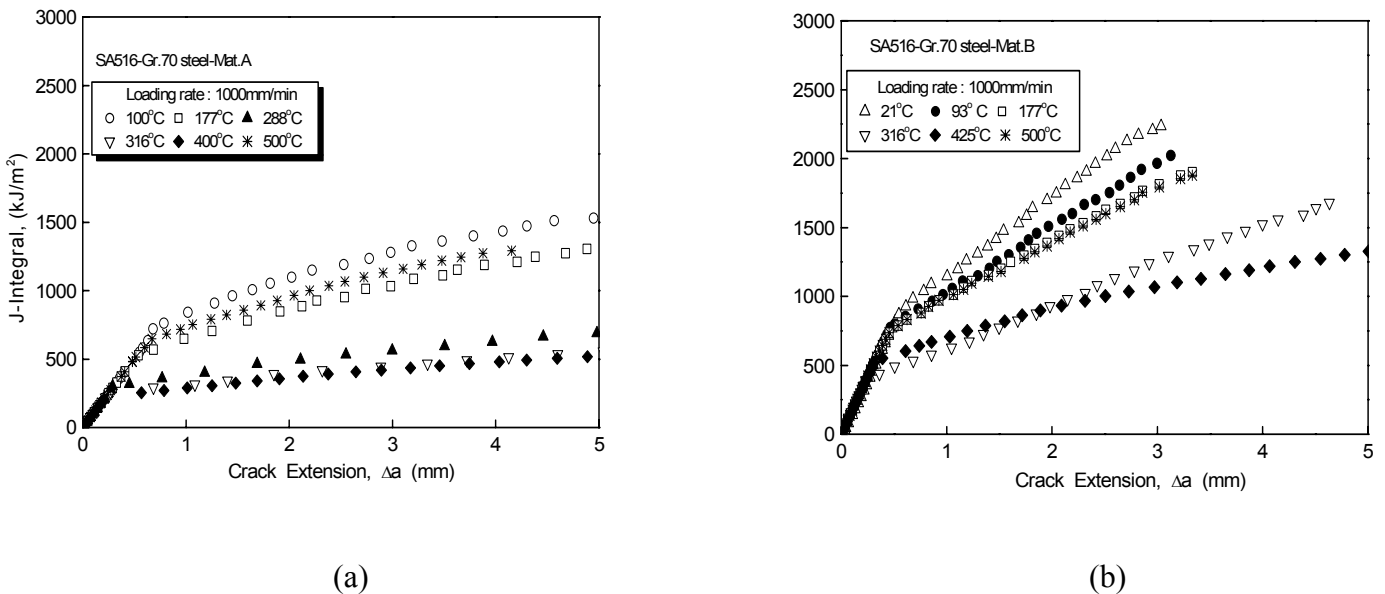 3000
2500
2000
1500
1000
500
0
J-Integral, (kJ/m²)
SA516-Gr.70 steel-Mat.A
Loading rate : 1000mm/min
○ 100°C □ 177°C ▲ 288°C
▽ 316°C ◆ 400°C ✳ 500°C
0 1 2 3 4 5
Crack Extension, Δa (mm)
(a)
3000
2500
2000
1500
1000
500
0
SA516-Gr.70 steel-Mat.B
Loading rate : 1000mm/min
△ 21°C ● 93°C □ 177°C
▽ 316°C ◆ 425°C ✳ 500°C
0 1 2 3 4 5
Crack Extension, Δa (mm)
(b)